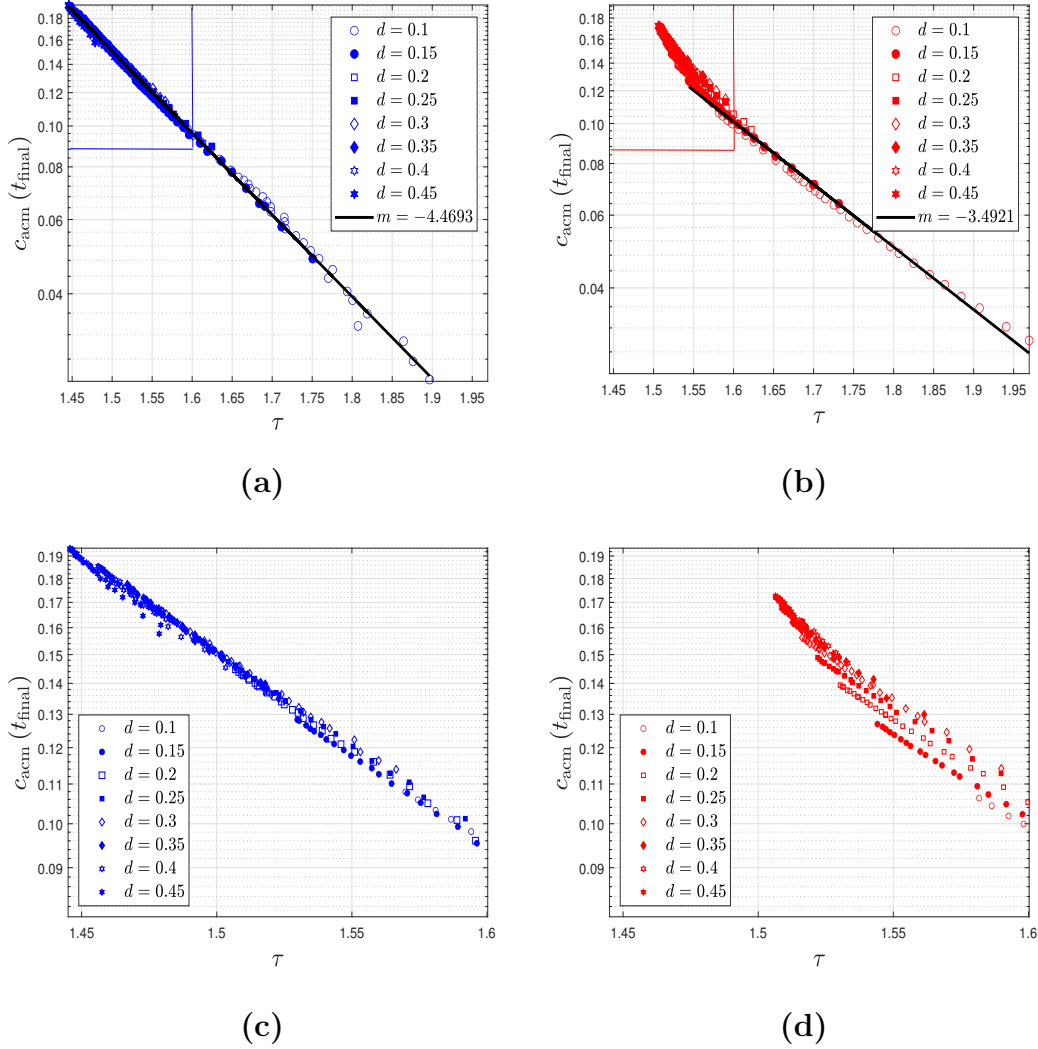 0.18
0.16
0.14
0.12
0.10
0.08
0.06
0.04
c_acm (t_final)
1.45 1.5 1.55 1.6 1.65 1.7 1.75 1.8 1.85 1.9 1.95
τ
d = 0.1
d = 0.15
d = 0.2
d = 0.25
d = 0.3
d = 0.35
d = 0.4
d = 0.45
m = −4.4693
(a)
0.18
0.16
0.14
0.12
0.10
0.08
0.06
0.04
c_acm (t_final)
1.45 1.5 1.55 1.6 1.65 1.7 1.75 1.8 1.85 1.9 1.95
τ
d = 0.1
d = 0.15
d = 0.2
d = 0.25
d = 0.3
d = 0.35
d = 0.4
d = 0.45
m = −3.4921
(b)
0.19
0.18
0.17
0.16
0.15
0.14
0.13
0.12
0.11
0.10
0.09
c_acm (t_final)
1.45 1.5 1.55 1.6
τ
d = 0.1
d = 0.15
d = 0.2
d = 0.25
d = 0.3
d = 0.35
d = 0.4
d = 0.45
(c)
0.19
0.18
0.17
0.16
0.15
0.14
0.13
0.12
0.11
0.10
0.09
c_acm (t_final)
1.45 1.5 1.55 1.6
τ
d = 0.1
d = 0.15
d = 0.2
d = 0.25
d = 0.3
d = 0.35
d = 0.4
d = 0.45
(d)